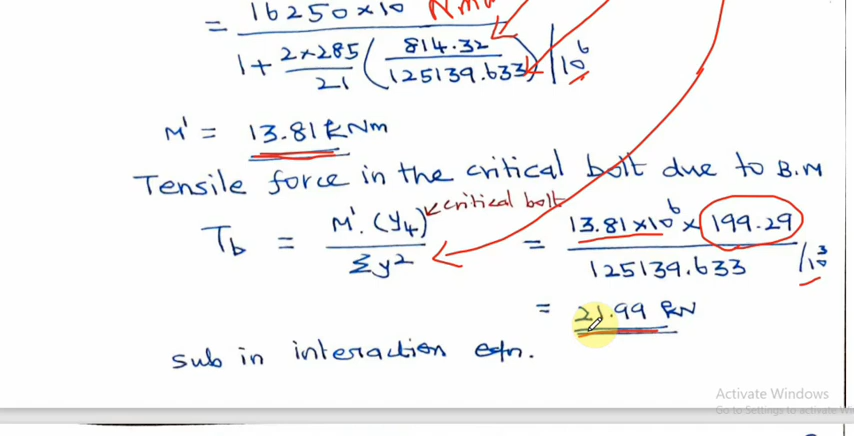 = 16250×10 Nmm
1 + 2×285/21 (814.32/125139.633) /10⁶
M' = 13.81 kNm
Tensile force in the critical bolt due to B.M
T_b = M'.(y₄)/Σy² critical bolt = 13.81×10⁶ × 199.29 / 125139.633 /10³
= 21.99 kN
sub in interaction eqn.
Activate Windows
Go to Settings to activate W